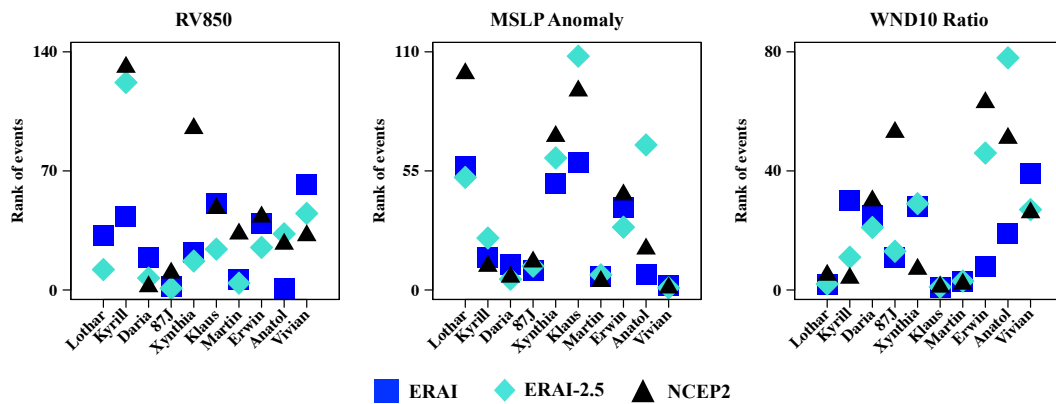 RV850
Rank of events
140
70
0
Lothar
Kyrill
Daria
87J
Xynthia
Klaus
Martin
Erwin
Anatol
Vivian
MSLP Anomaly
Rank of events
110
55
0
Lothar
Kyrill
Daria
87J
Xynthia
Klaus
Martin
Erwin
Anatol
Vivian
WND10 Ratio
Rank of events
80
40
0
Lothar
Kyrill
Daria
87J
Xynthia
Klaus
Martin
Erwin
Anatol
Vivian
ERAI ERAI-2.5 NCEP2